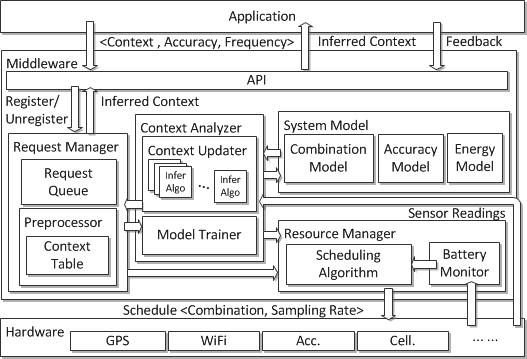 Application
<Context , Accuracy, Frequency>
Inferred Context
Feedback
Middleware
API
Register/
Unregister
Inferred Context
Request Manager
Request
Queue
Preprocessor
Context
Table
Context Analyzer
Context Updater
Infer
Algo
...
Infer
Algo
Model Trainer
System Model
Combination
Model
Accuracy
Model
Energy
Model
Sensor Readings
Resource Manager
Scheduling
Algorithm
Battery
Monitor
Schedule <Combination, Sampling Rate>
Hardware
GPS
WiFi
Acc.
Cell.
... ...